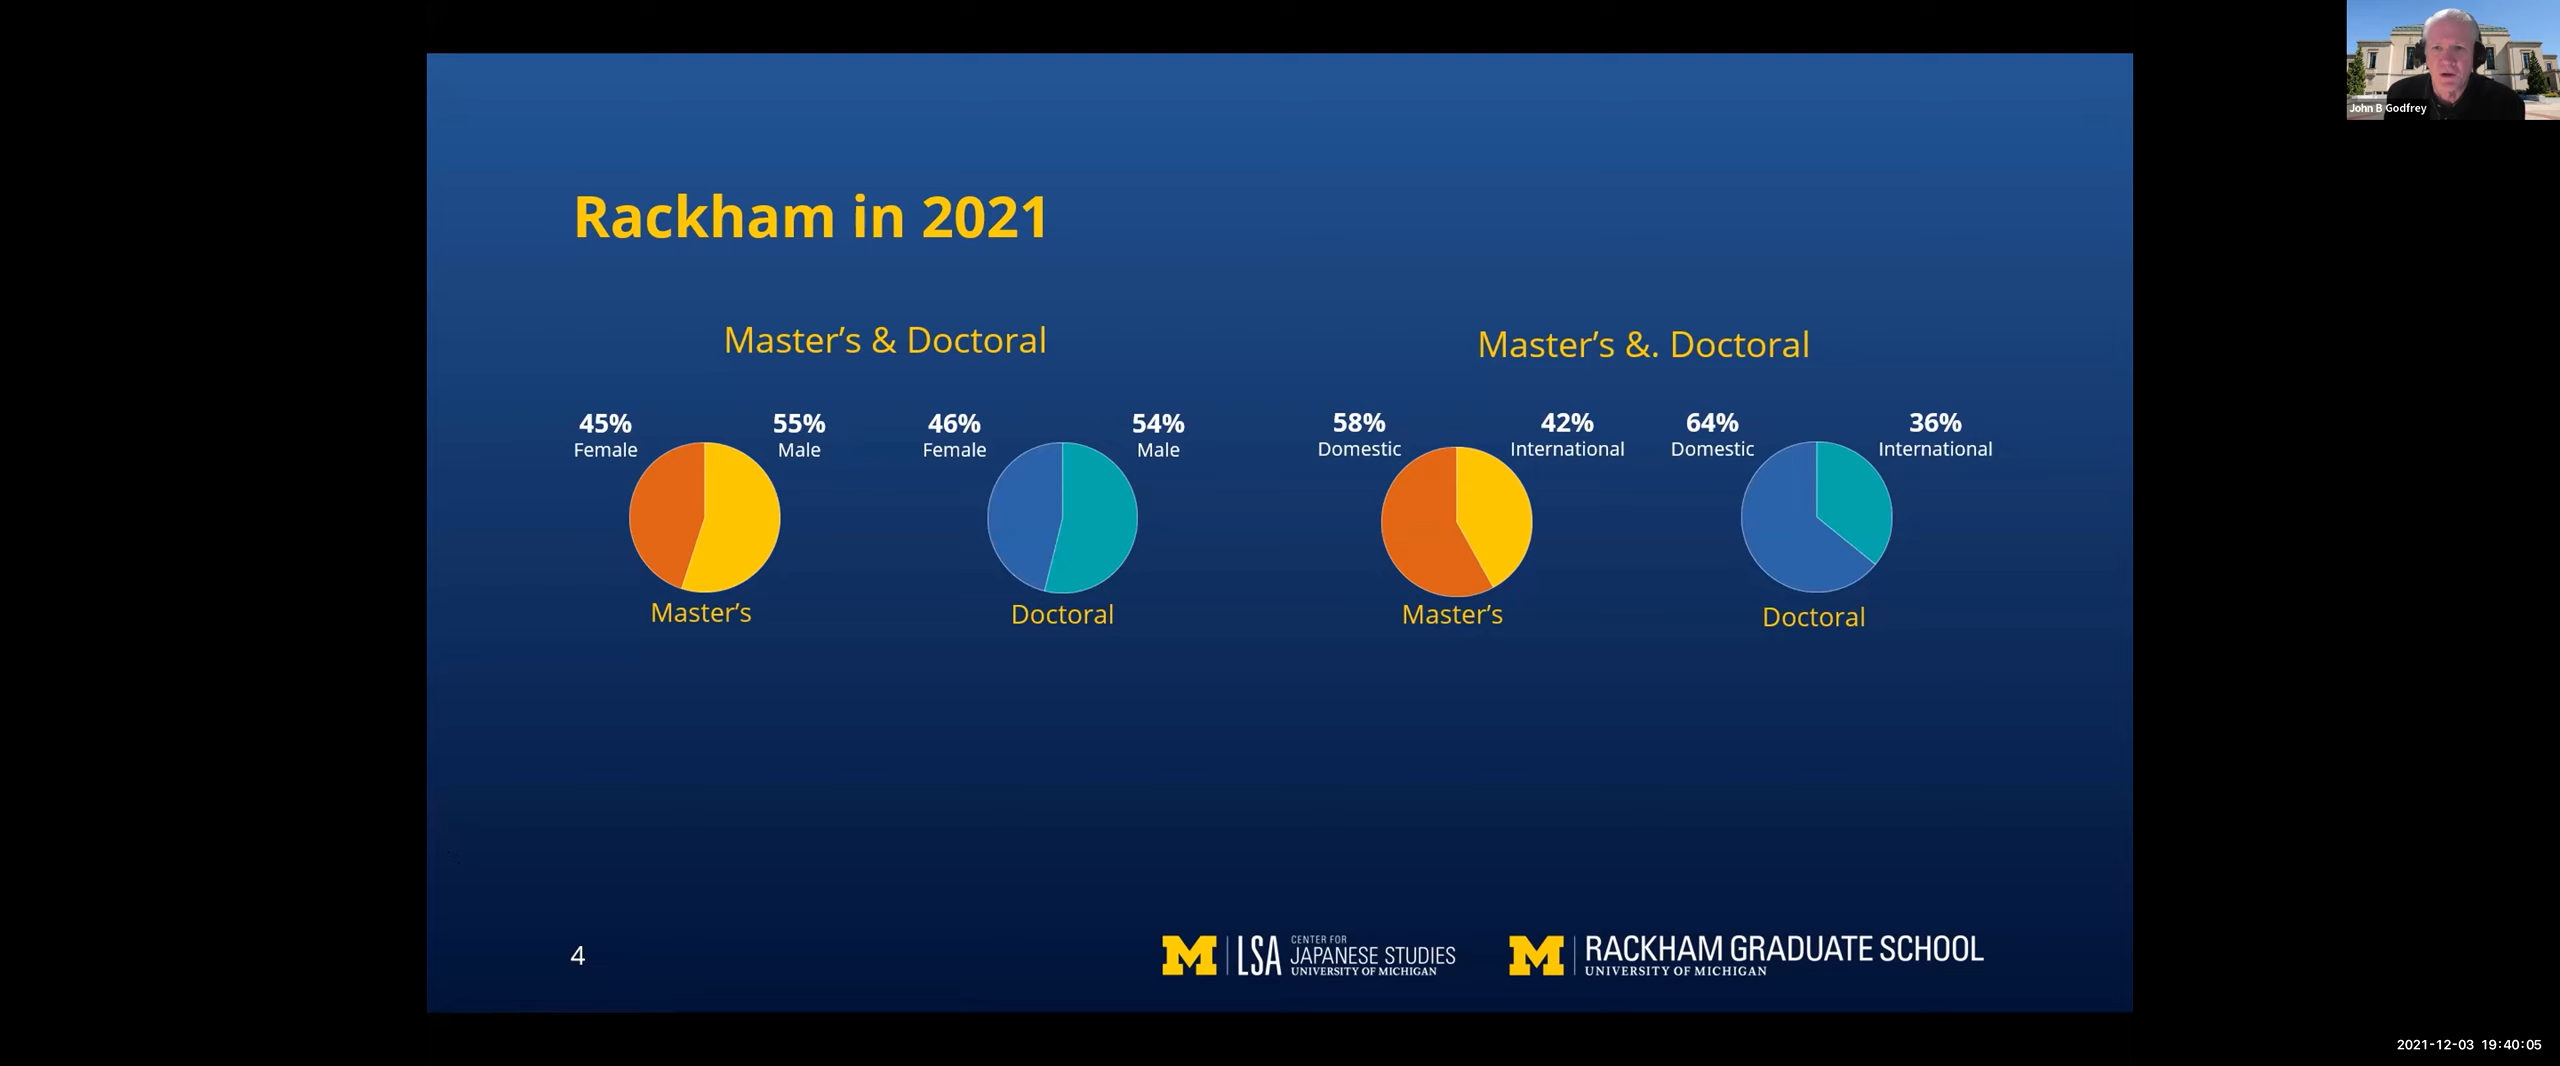 John B Godfrey
Rackham in 2021
Master's & Doctoral
Master's &. Doctoral
45%
Female
55%
Male
46%
Female
54%
Male
58%
Domestic
42%
International
64%
Domestic
36%
International
Master's
Doctoral
Master's
Doctoral
4
M LSA CENTER FOR
JAPANESE STUDIES
UNIVERSITY OF MICHIGAN
M RACKHAM GRADUATE SCHOOL
UNIVERSITY OF MICHIGAN
2021-12-03 19:40:05